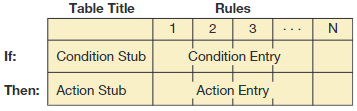 Table Title Rules
1 2 3 ... N
If: Condition Stub Condition Entry
Then: Action Stub Action Entry